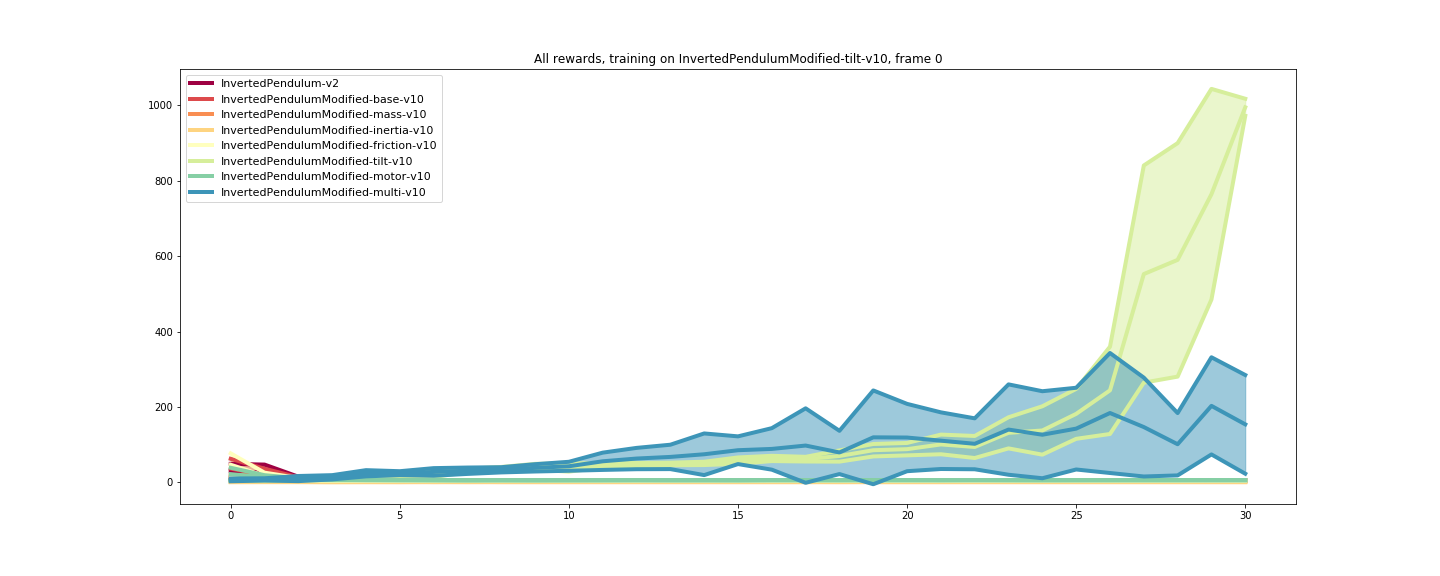 All rewards, training on InvertedPendulumModified-tilt-v10, frame 0
InvertedPendulum-v2
InvertedPendulumModified-base-v10
InvertedPendulumModified-mass-v10
InvertedPendulumModified-inertia-v10
InvertedPendulumModified-friction-v10
InvertedPendulumModified-tilt-v10
InvertedPendulumModified-motor-v10
InvertedPendulumModified-multi-v10
1000
800
600
400
200
0
0 5 10 15 20 25 30